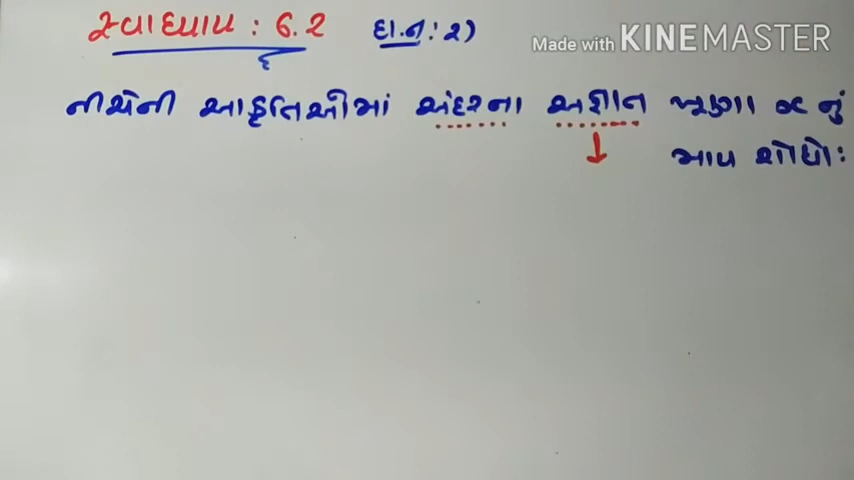 સ્વાધ્યાય : 6.2 દા.ન : 2)
Made with KINEMASTER
નીચેની આકૃતિઓમાં અંદરના અજ્ઞાત ખૂણા x નું
માપ શોધો :